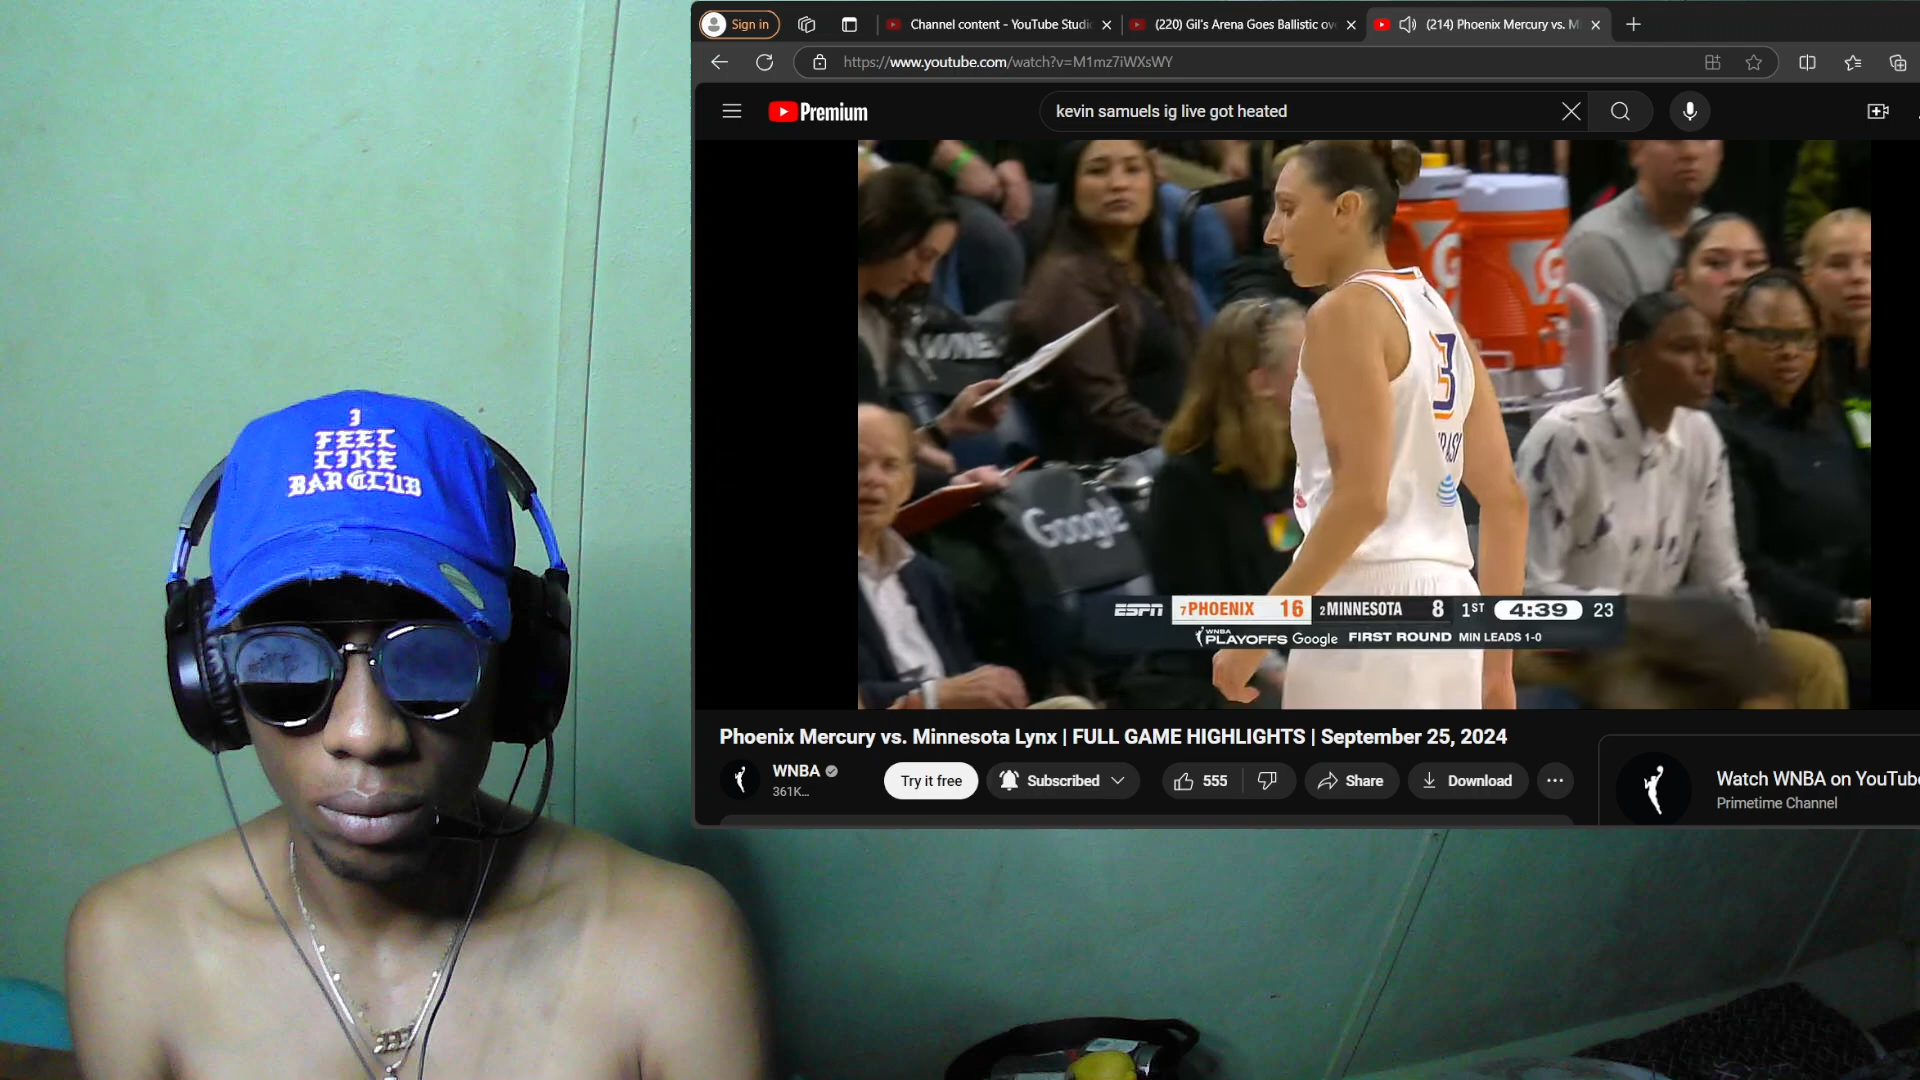 Sign in
Channel content - YouTube Studi
(220) Gil's Arena Goes Ballistic ov
(214) Phoenix Mercury vs. M
https://www.youtube.com/watch?v=M1mz7iWXsWY
Premium
kevin samuels ig live got heated
I
FEEL
LIKE
BAR CLUB
G
G
3
Google
ESPN 7 PHOENIX 16 2 MINNESOTA 8 1ST 4:39 23
WNBA PLAYOFFS Google FIRST ROUND MIN LEADS 1-0
Phoenix Mercury vs. Minnesota Lynx | FULL GAME HIGHLIGHTS | September 25, 2024
WNBA
361K...
Try it free
Subscribed
555
Share
Download
Watch WNBA on YouTube
Primetime Channel